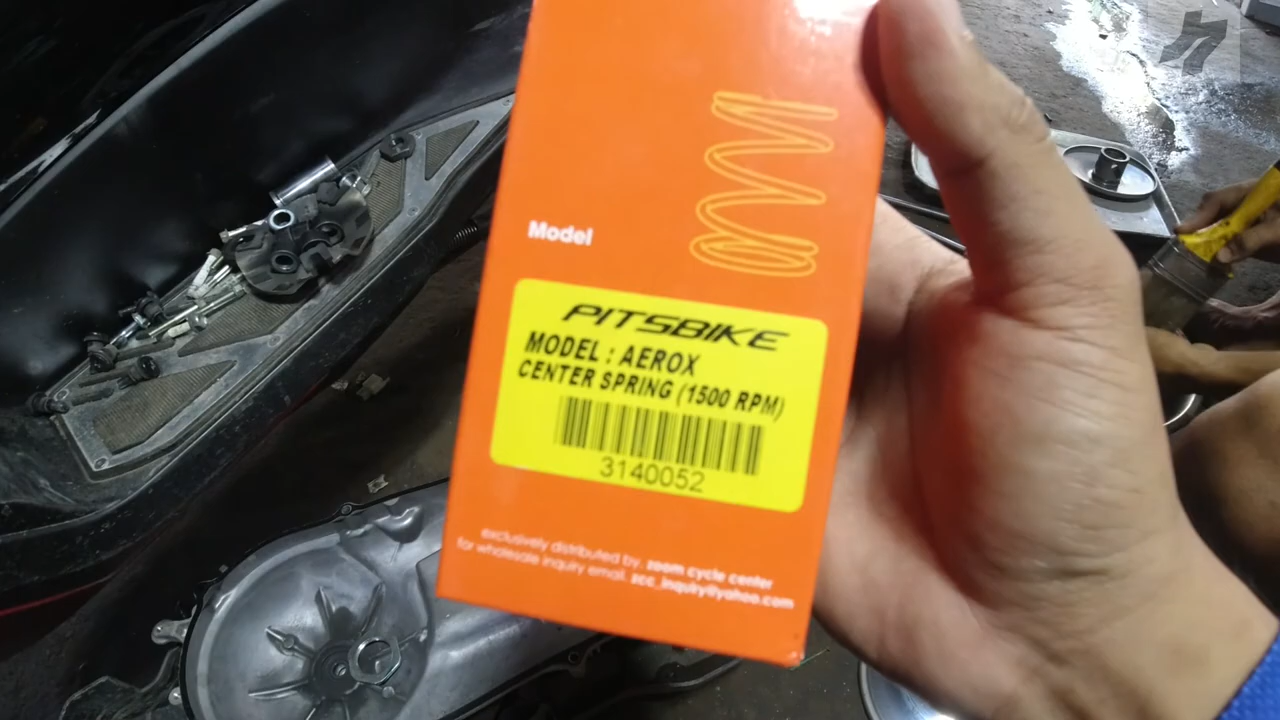 Model
PITSBIKE
MODEL : AEROX
CENTER SPRING (1500 RPM)
3140052
exclusively distributed by. zoom cycle center
for wholesale inquiry email. zcc_inquiry@yahoo.com